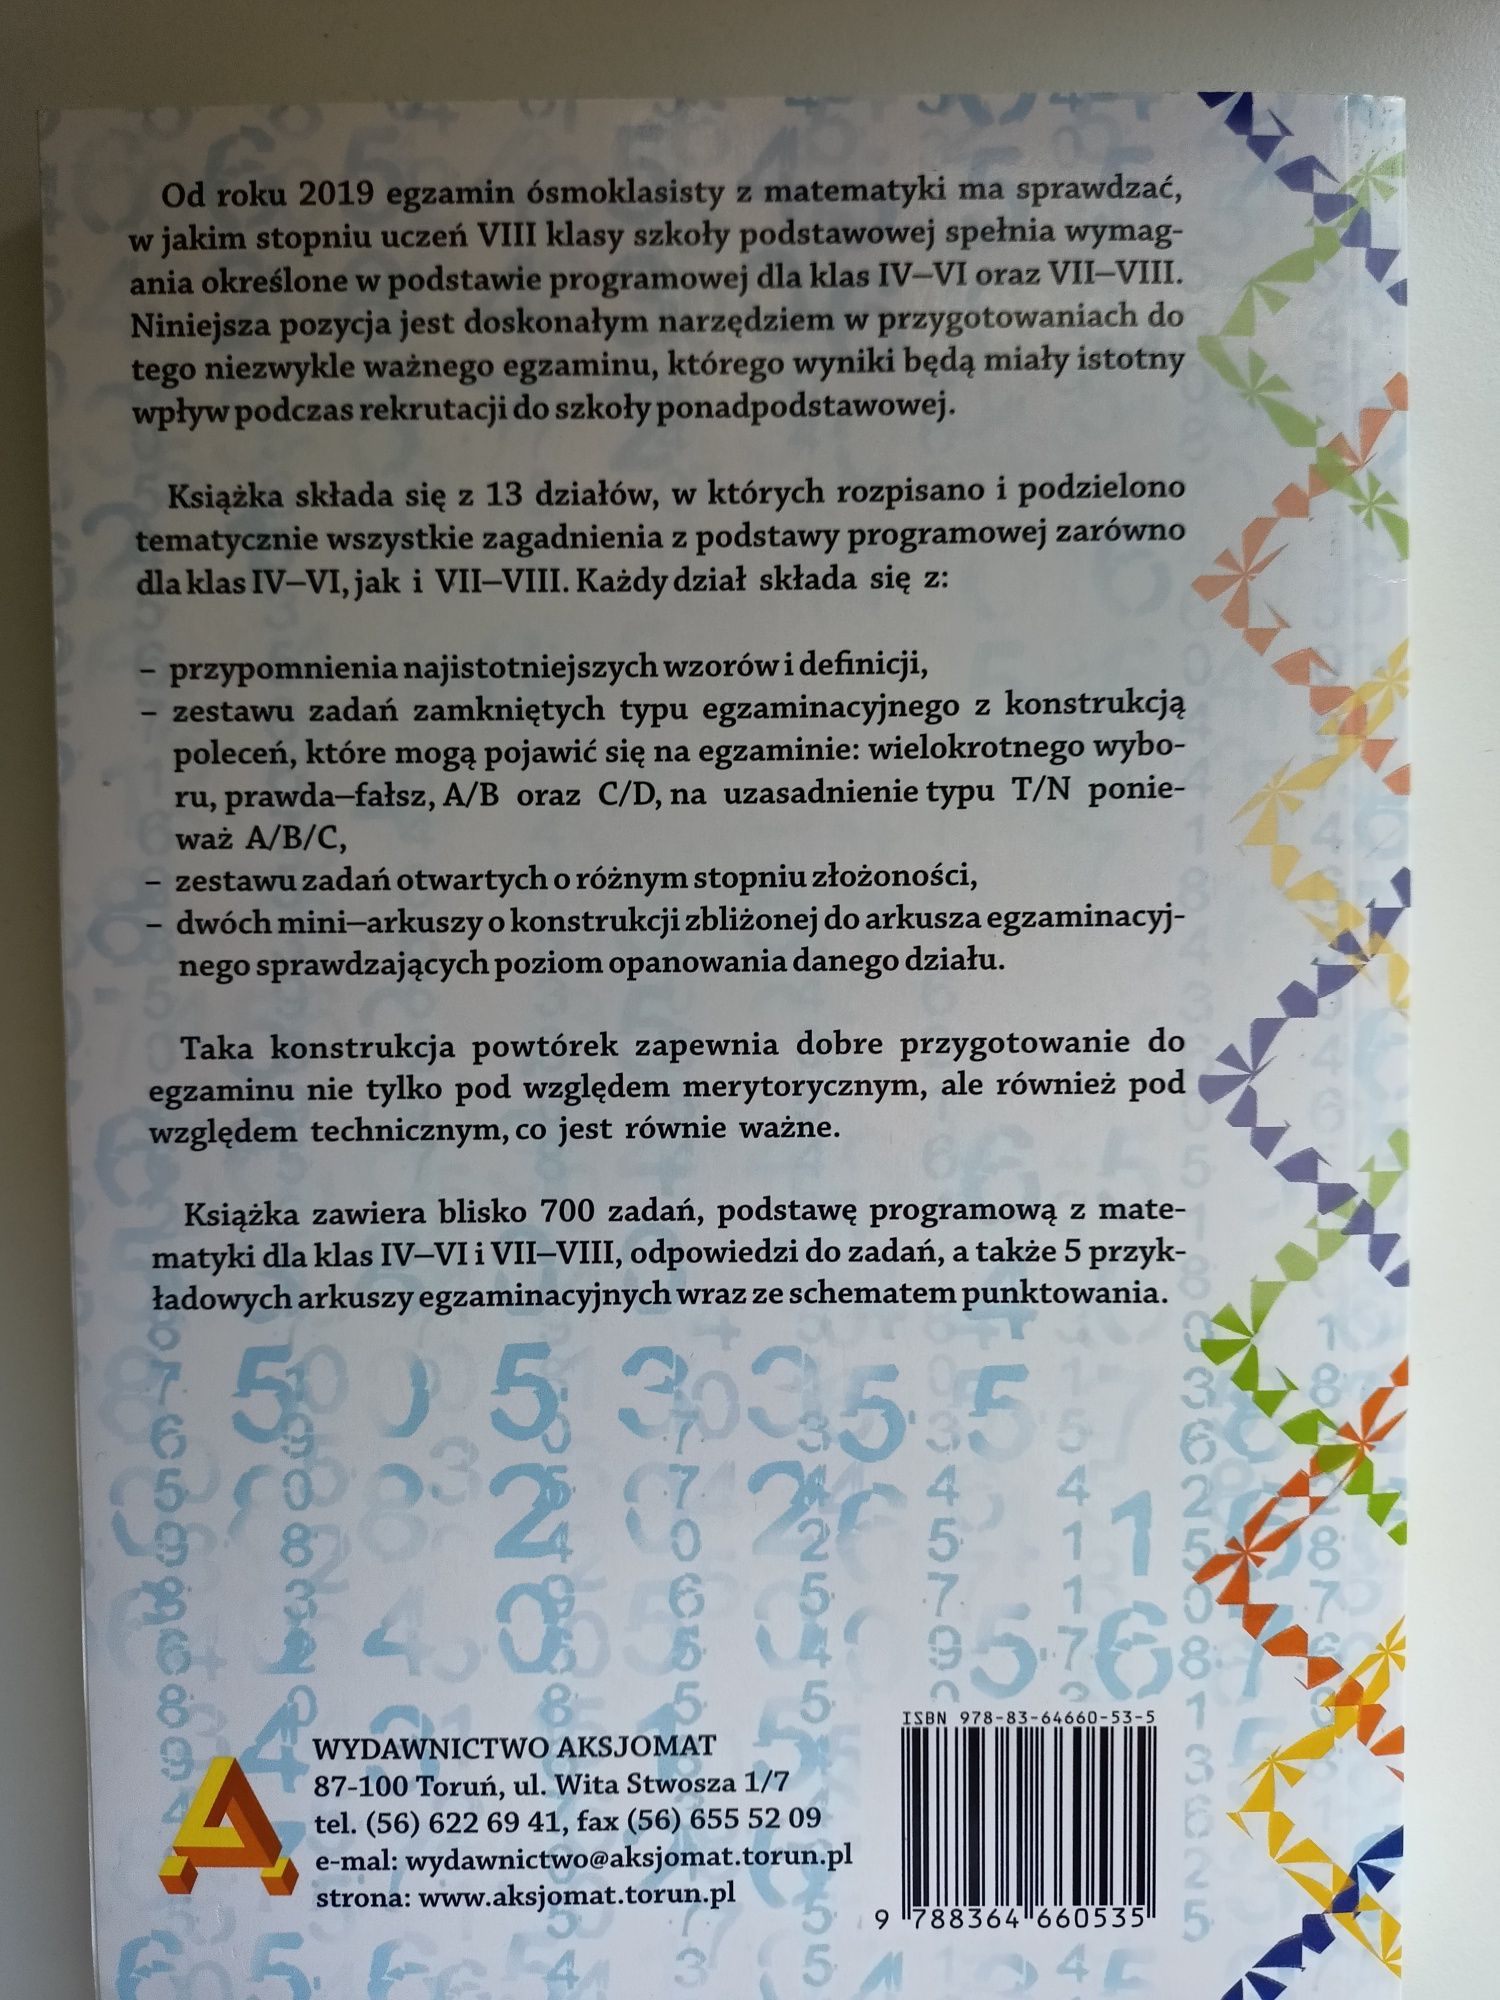 Od roku 2019 egzamin ósmoklasisty z matematyki ma sprawdzać,
w jakim stopniu uczeń VIII klasy szkoły podstawowej spełnia wymag-
ania określone w podstawie programowej dla klas IV–VI oraz VII–VIII.
Niniejsza pozycja jest doskonałym narzędziem w przygotowaniach do
tego niezwykle ważnego egzaminu, którego wyniki będą miały istotny
wpływ podczas rekrutacji do szkoły ponadpodstawowej.
Książka składa się z 13 działów, w których rozpisano i podzielono
tematycznie wszystkie zagadnienia z podstawy programowej zarówno
dla klas IV–VI, jak i VII–VIII. Każdy dział składa się z:
– przypomnienia najistotniejszych wzorów i definicji,
– zestawu zadań zamkniętych typu egzaminacyjnego z konstrukcją
poleceń, które mogą pojawić się na egzaminie: wielokrotnego wybo-
ru, prawda–fałsz, A/B oraz C/D, na uzasadnienie typu T/N ponie-
waż A/B/C,
– zestawu zadań otwartych o różnym stopniu złożoności,
– dwóch mini–arkuszy o konstrukcji zbliżonej do arkusza egzaminacyj-
nego sprawdzających poziom opanowania danego działu.
Taka konstrukcja powtórek zapewnia dobre przygotowanie do
egzaminu nie tylko pod względem merytorycznym, ale również pod
względem technicznym, co jest równie ważne.
Książka zawiera blisko 700 zadań, podstawę programową z mate-
matyki dla klas IV–VI i VII–VIII, odpowiedzi do zadań, a także 5 przyk-
ładowych arkuszy egzaminacyjnych wraz ze schematem punktowania.
WYDAWNICTWO AKSJOMAT
87-100 Toruń, ul. Wita Stwosza 1/7
tel. (56) 622 69 41, fax (56) 655 52 09
e-mal: wydawnictwo@aksjomat.torun.pl
strona: www.aksjomat.torun.pl
ISBN 978-83-64660-53-5
9 788364 660535